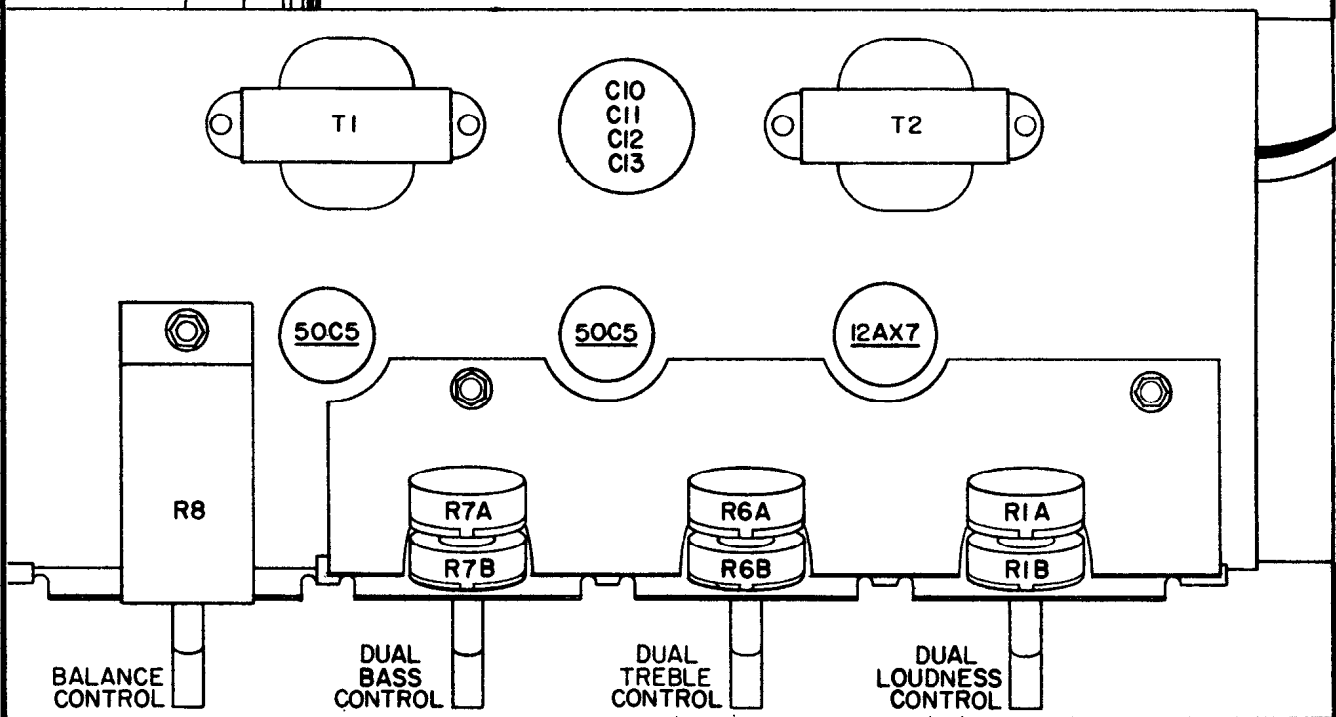 T1
C10
C11
C12
C13
T2
50C5
50C5
12AX7
R8
R7A
R7B
R6A
R6B
R1A
R1B
BALANCE
CONTROL
DUAL
BASS
CONTROL
DUAL
TREBLE
CONTROL
DUAL
LOUDNESS
CONTROL